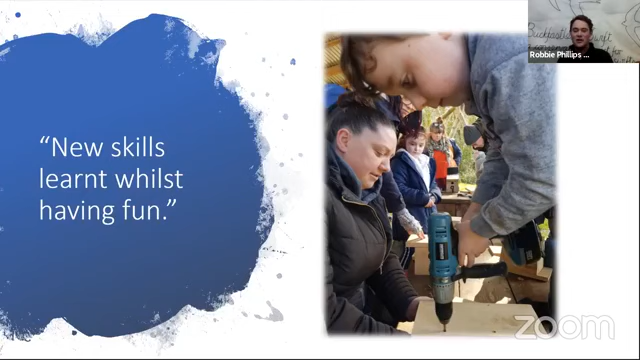 “New skills
learnt whilst
having fun.”
Robbie Phillips ...
zoom